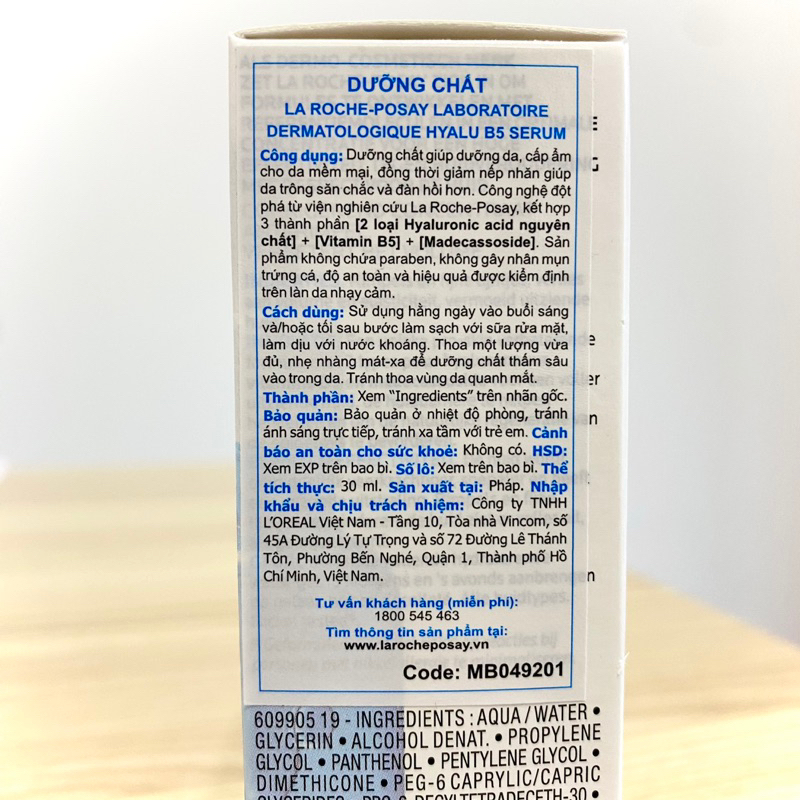 DƯỠNG CHẤT
LA ROCHE-POSAY LABORATOIRE
DERMATOLOGIQUE HYALU B5 SERUM
Công dụng: Dưỡng chất giúp dưỡng da, cấp ẩm
cho da mềm mại, đồng thời giảm nếp nhăn giúp
da trông săn chắc và đàn hồi hơn. Công nghệ đột
phá từ viện nghiên cứu La Roche-Posay, kết hợp
3 thành phần [2 loại Hyaluronic acid nguyên
chất] + [Vitamin B5] + [Madecassoside]. Sản
phẩm không chứa paraben, không gây nhân mụn
trứng cá, độ an toàn và hiệu quả được kiểm định
trên làn da nhạy cảm.
Cách dùng: Sử dụng hằng ngày vào buổi sáng
và/hoặc tối sau bước làm sạch với sữa rửa mặt,
làm dịu với nước khoáng. Thoa một lượng vừa
đủ, nhẹ nhàng mát-xa để dưỡng chất thấm sâu
vào trong da. Tránh thoa vùng da quanh mắt.
Thành phần: Xem “Ingredients” trên nhãn gốc.
Bảo quản: Bảo quản ở nhiệt độ phòng, tránh
ánh sáng trực tiếp, tránh xa tầm với trẻ em. Cảnh
báo an toàn cho sức khoẻ: Không có. HSD:
Xem EXP trên bao bì. Số lô: Xem trên bao bì. Thể
tích thực: 30 ml. Sản xuất tại: Pháp. Nhập
khẩu và chịu trách nhiệm: Công ty TNHH
L'OREAL Việt Nam - Tầng 10, Tòa nhà Vincom, số
45A Đường Lý Tự Trọng và số 72 Đường Lê Thánh
Tôn, Phường Bến Nghé, Quận 1, Thành phố Hồ
Chí Minh, Việt Nam.
Tư vấn khách hàng (miễn phí):
1800 545 463
Tìm thông tin sản phẩm tại:
www.larocheposay.vn
Code: MB049201
609905 19 - INGREDIENTS : AQUA / WATER •
GLYCERIN • ALCOHOL DENAT. • PROPYLENE
GLYCOL • PANTHENOL • PENTYLENE GLYCOL •
DIMETHICONE • PEG-6 CAPRYLIC/CAPRIC
GLYCERIDES • PPG-6-DECYLTETRADECETH-30 •